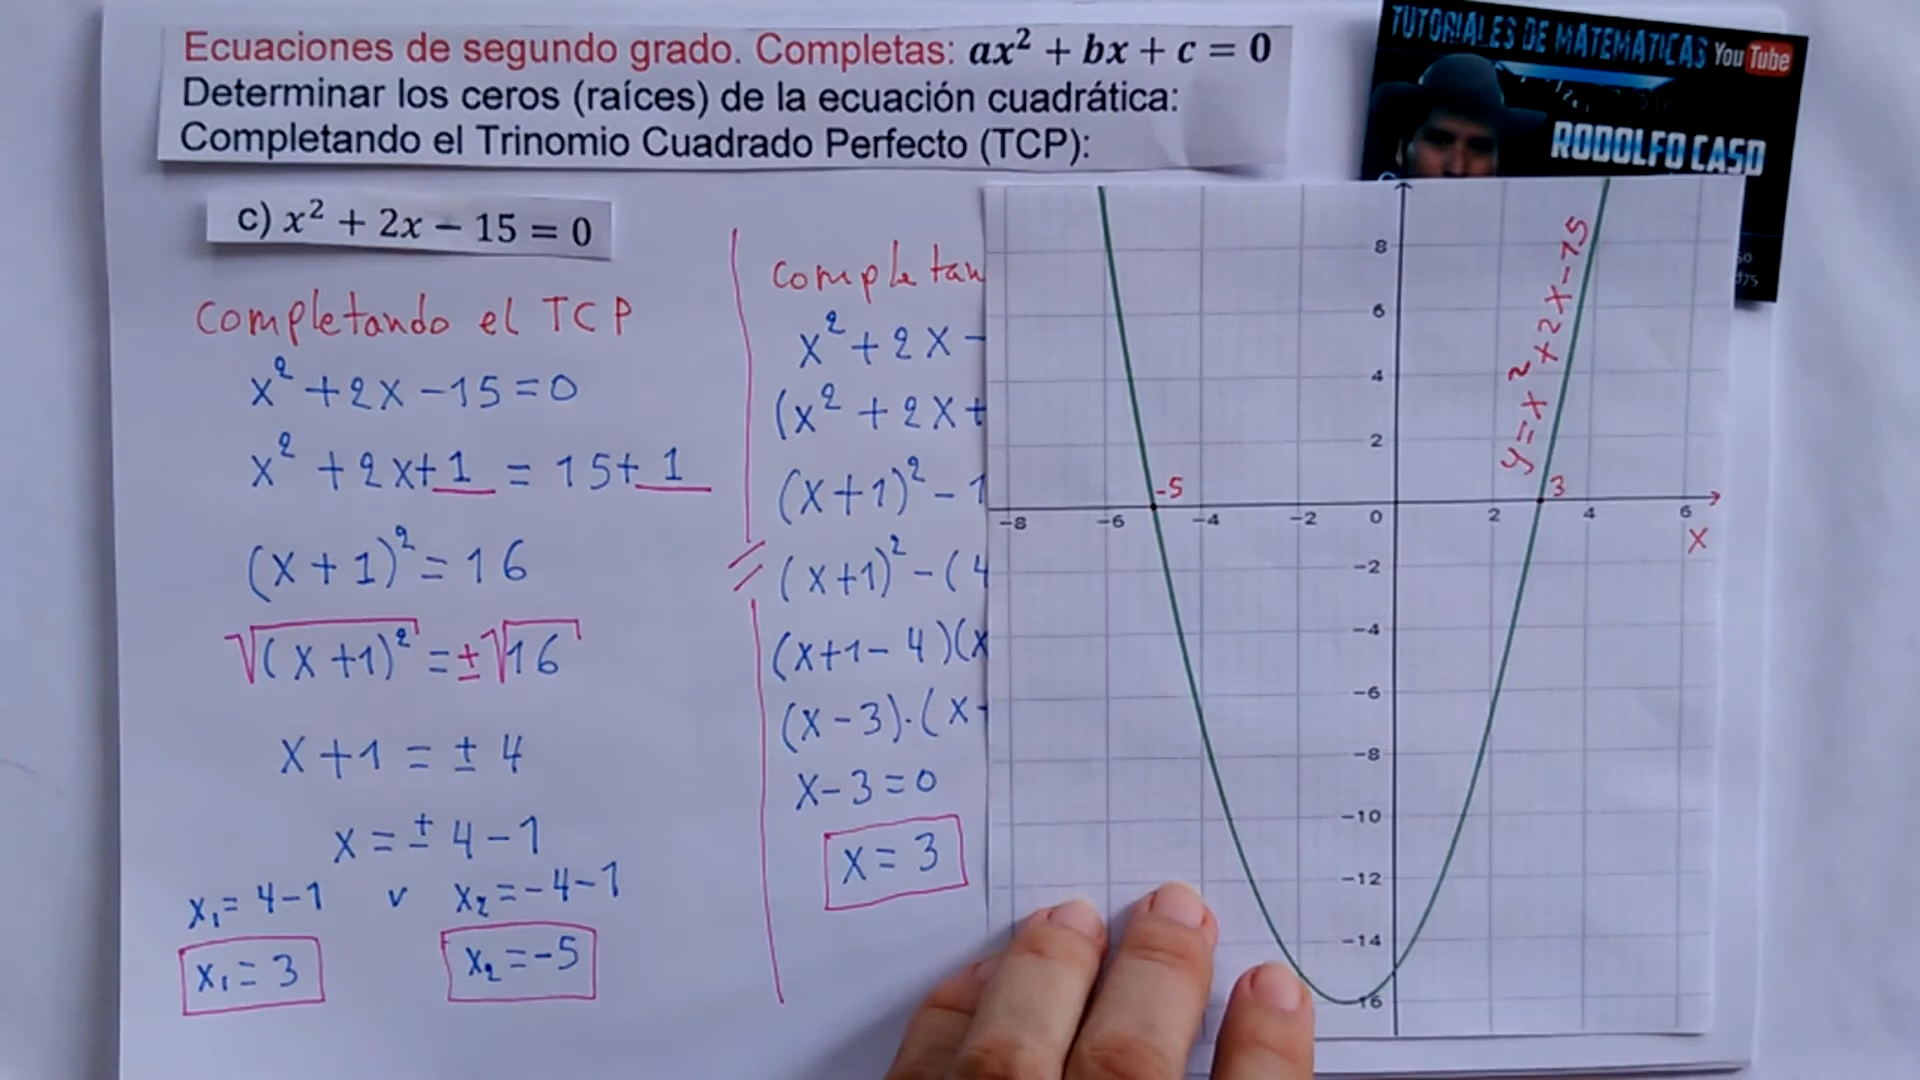 Ecuaciones de segundo grado. Completas: ax² + bx + c = 0
Determinar los ceros (raíces) de la ecuación cuadrática:
Completando el Trinomio Cuadrado Perfecto (TCP):
TUTORIALES DE MATEMATICAS YouTube
RODOLFO CASO
c) x² + 2x − 15 = 0
completando el TCP
x² + 2x − 15 = 0
x² + 2x + 1 = 15 + 1
(x + 1)² = 16
√(x + 1)² = ± √16
x + 1 = ± 4
x = ± 4 − 1
x₁ = 4 − 1 v x₂ = −4 − 1
x₁ = 3 x₂ = −5
x² + 2x −
(x² + 2x +
(x + 1)² − 1
(x + 1)² − (4
(x + 1 − 4)(x
(x − 3)·(x
x − 3 = 0
x = 3
y = x² + 2x − 15
8
6
4
2
−5 3
−8 −6 −4 −2 0 2 4 6
x
−2
−4
−6
−8
−10
−12
−14
16